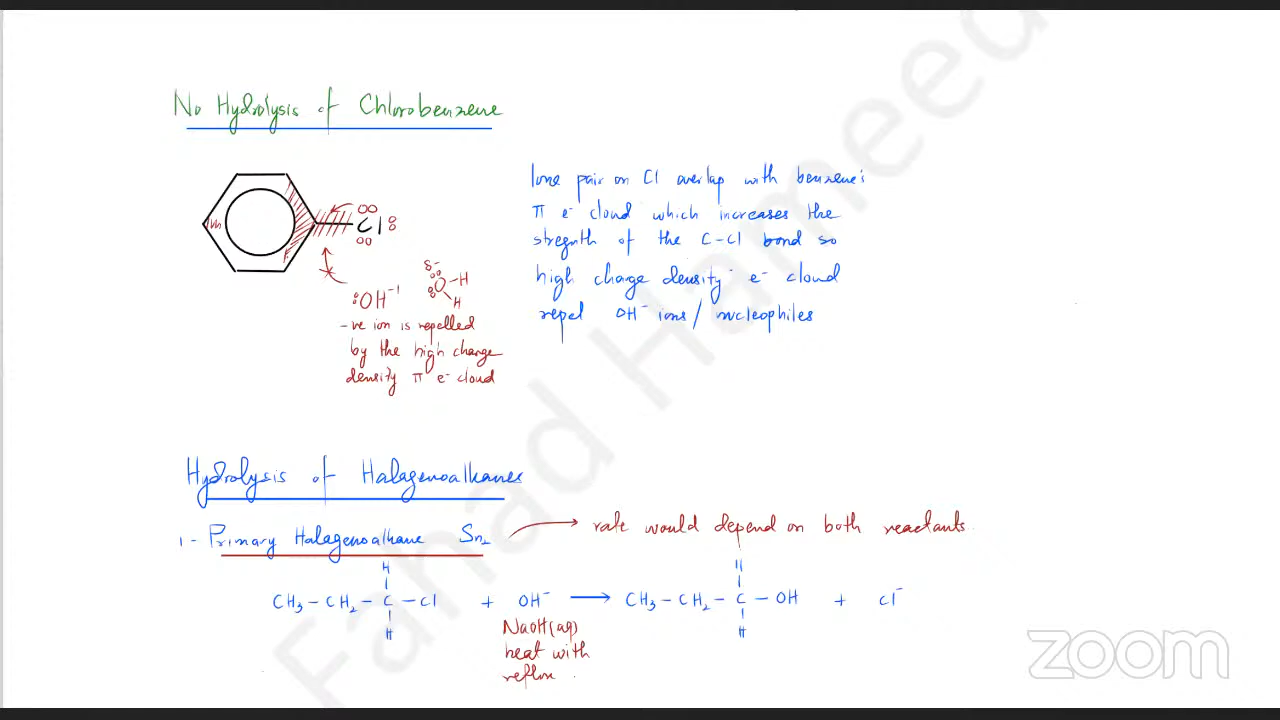 No Hydrolysis of Chlorobenzene
Cl
:OH⁻¹
δ-
O-H
H
-ve ion is repelled
by the high charge
density π e⁻ cloud
lone pair on Cl overlap with benzene's
π e⁻ cloud which increases the
stregnth of the C-Cl bond so
high charge density e⁻ cloud
repel OH⁻ ions/nucleophiles
Hydrolysis of Halagenoalkanes
1- Primary Halagenoalkane Sn₂ → rate would depend on both reactants
H H
CH₃-CH₂-C-Cl + OH⁻ → CH₃-CH₂-C-OH + Cl⁻
H H
NaOH(aq)
heat with
reflux
Fahad Hameed
zoom